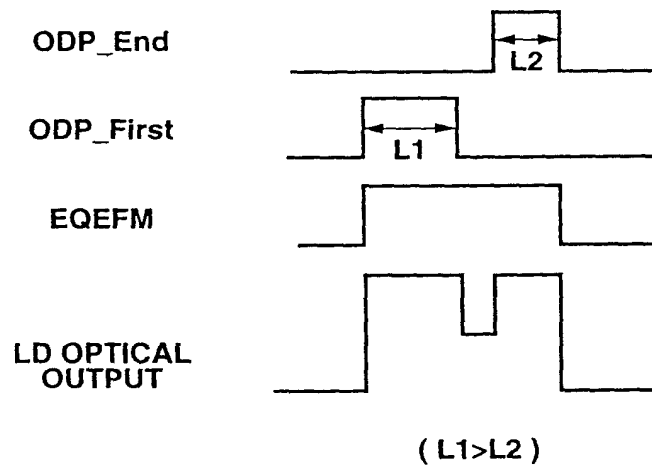 ODP_End
L2
ODP_First
L1
EQEFM
LD OPTICAL
OUTPUT
( L1>L2 )